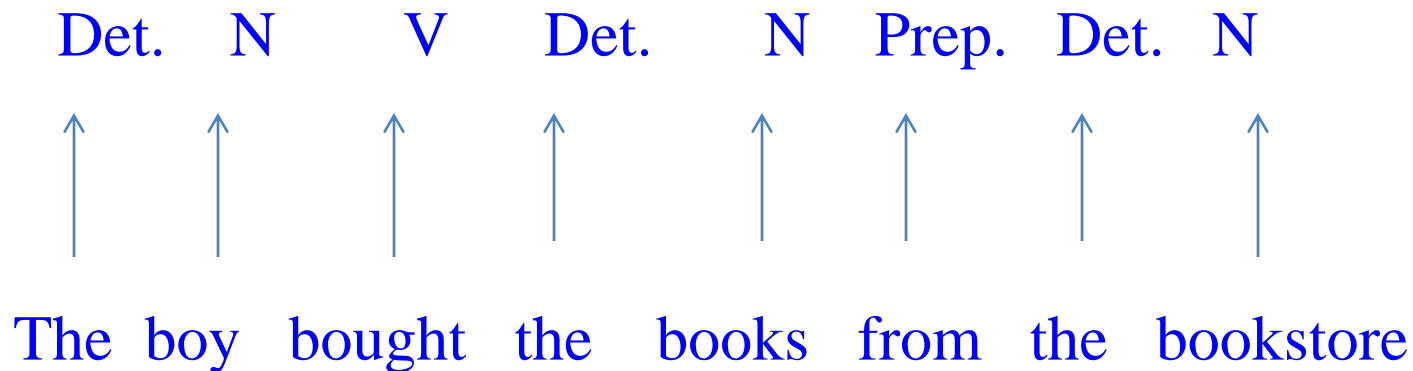 Det. N V Det. N Prep. Det. N
The boy bought the books from the bookstore